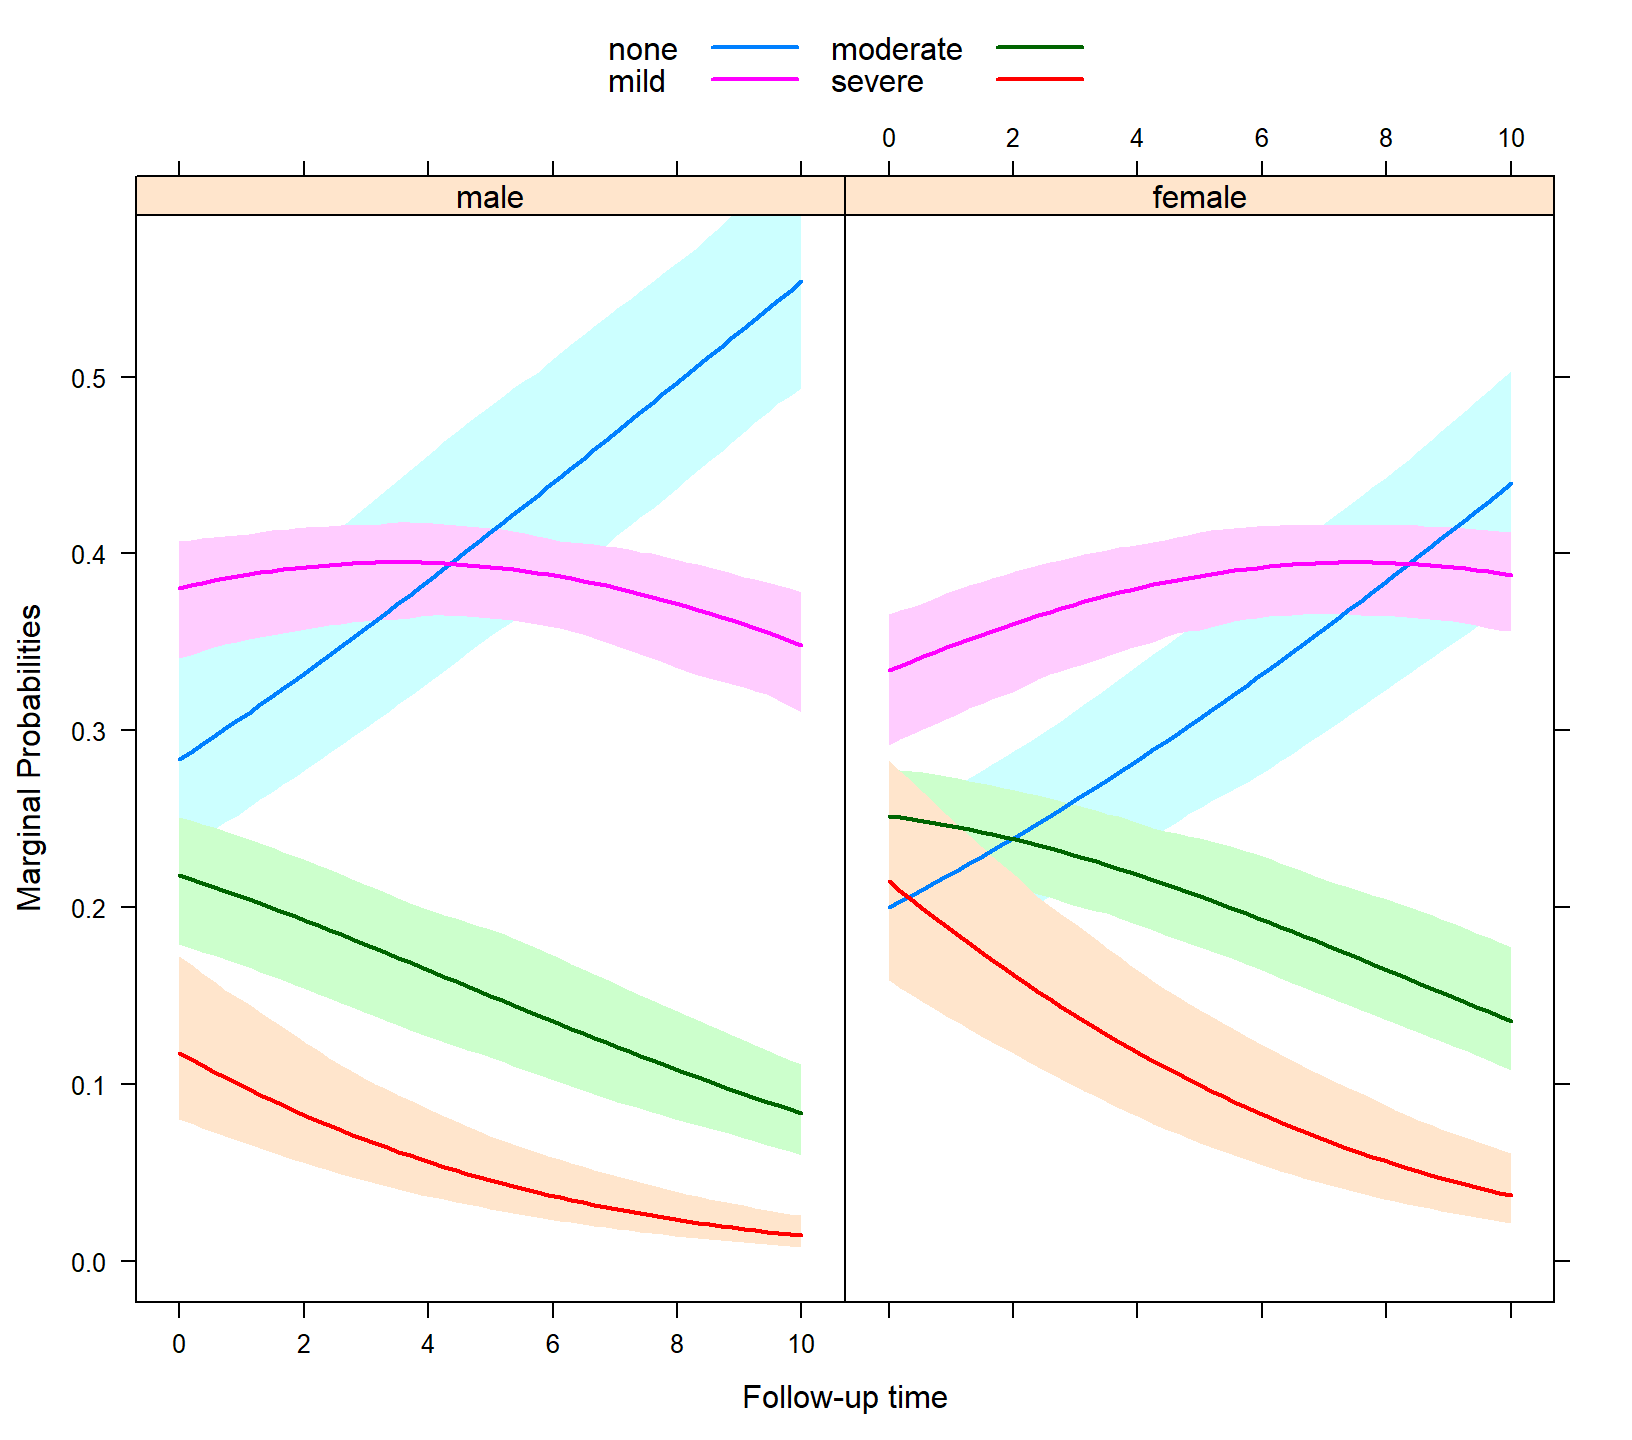 none moderate
mild severe
0 2 4 6 8 10
male female
Marginal Probabilities
0.5
0.4
0.3
0.2
0.1
0.0
0 2 4 6 8 10
Follow-up time